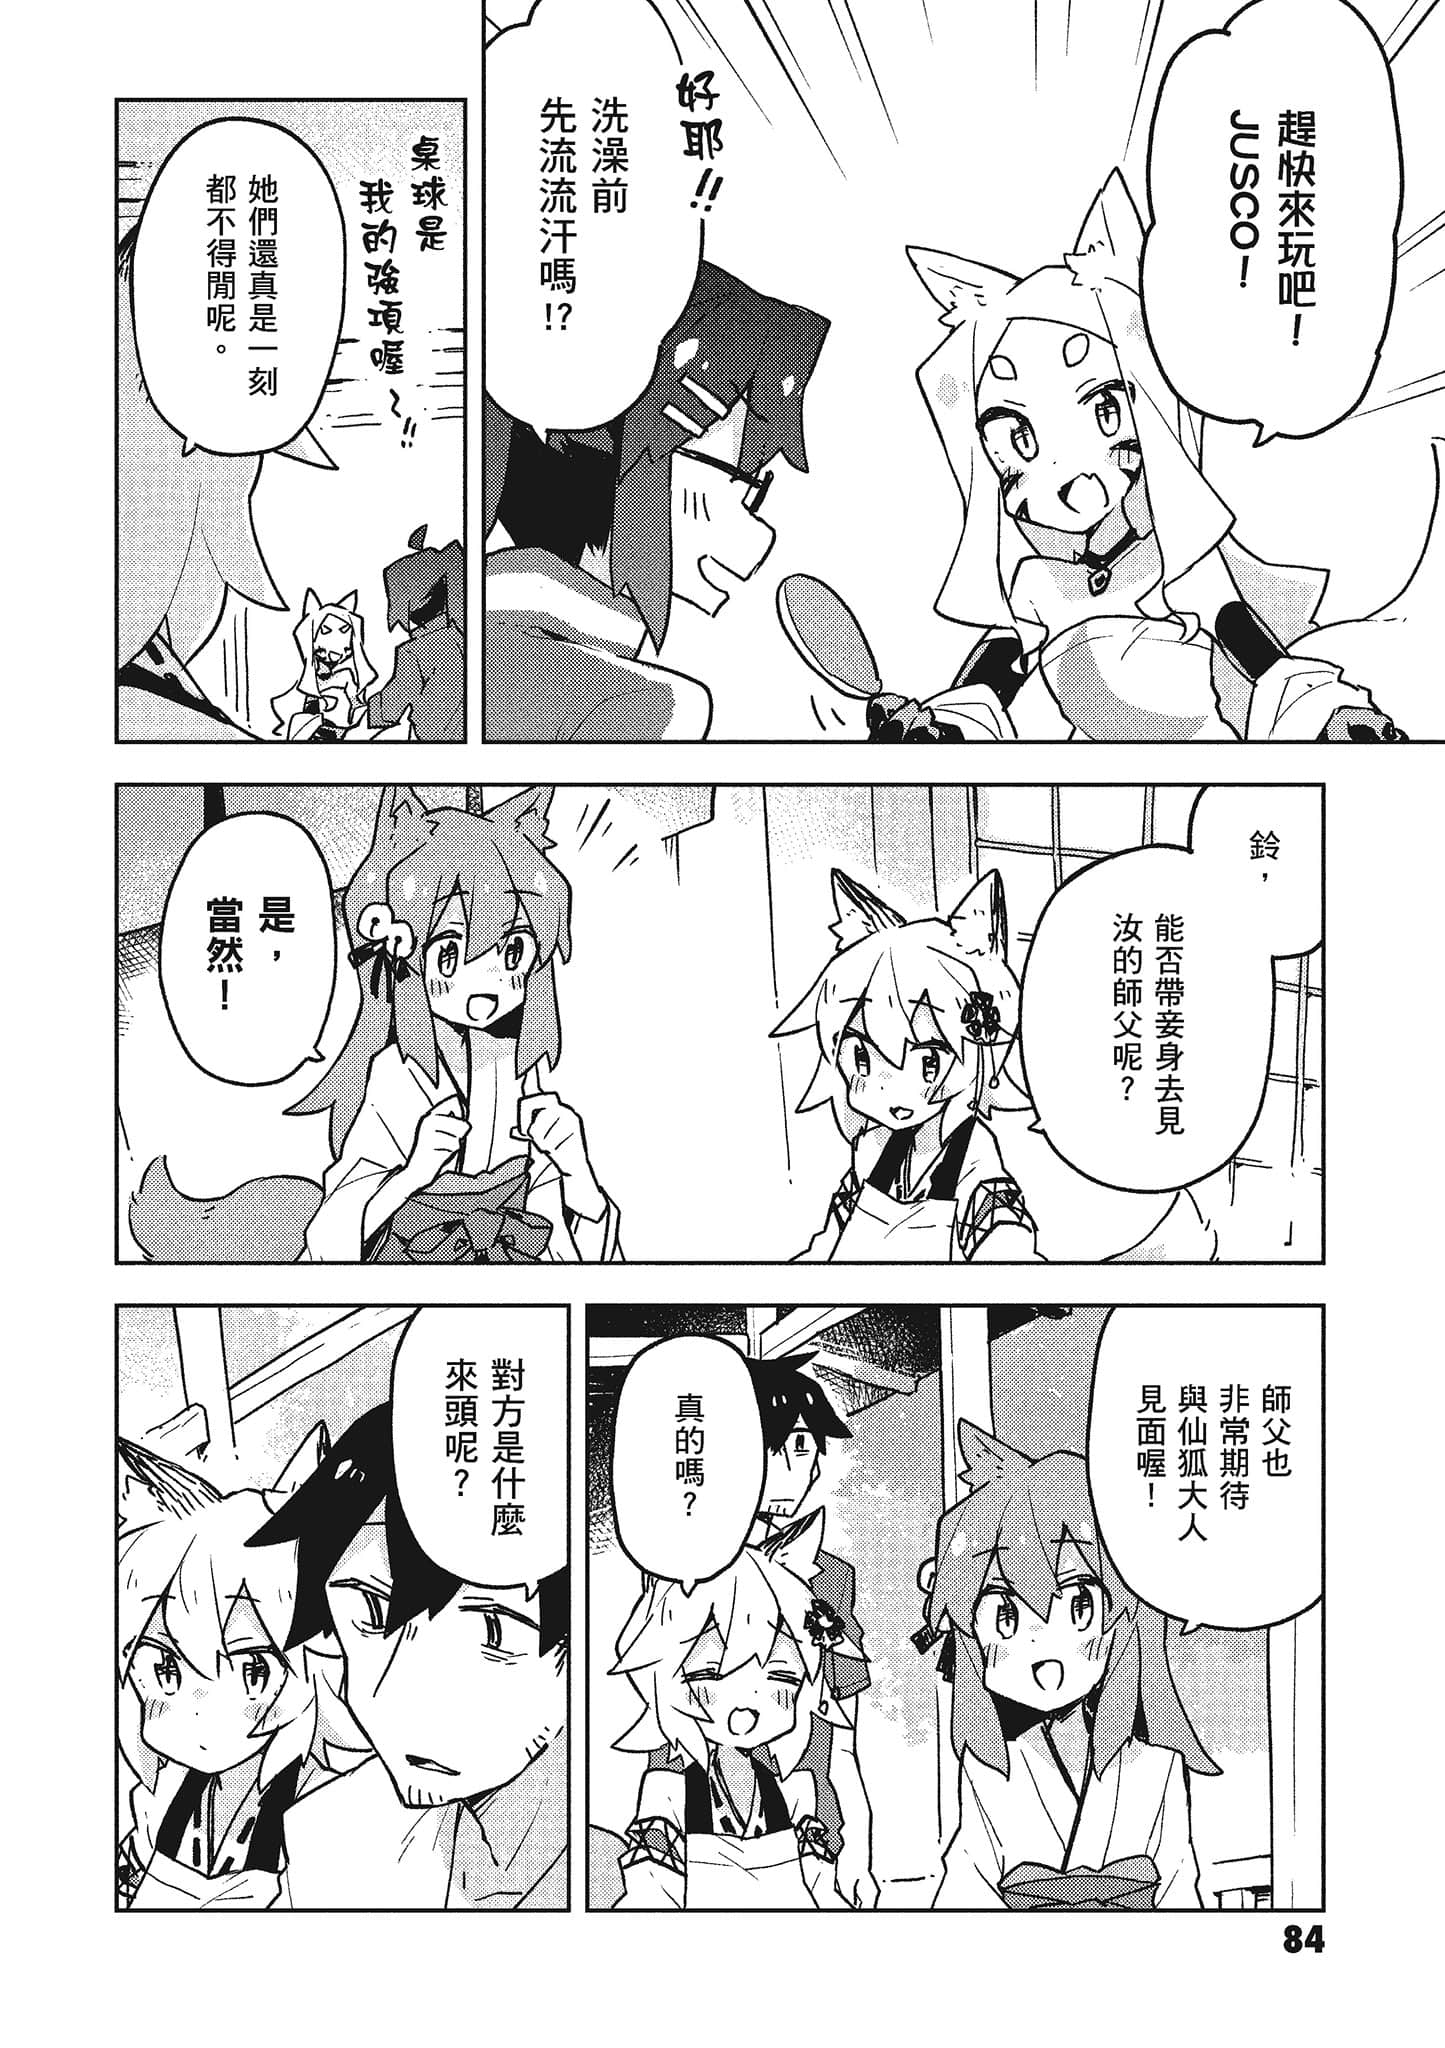 趕快來玩吧！
JUSCO！
好耶!!
洗澡前
先流流汗嗎!?
桌球是
我的強項喔～!!
她們還真是一刻
都不得閒呢。
鈴，
能否帶妾身去見
汝的師父呢？
是，
當然！
師父也
非常期待
與仙狐大人
見面喔！
真的嗎？
對方是什麼
來頭呢？
84